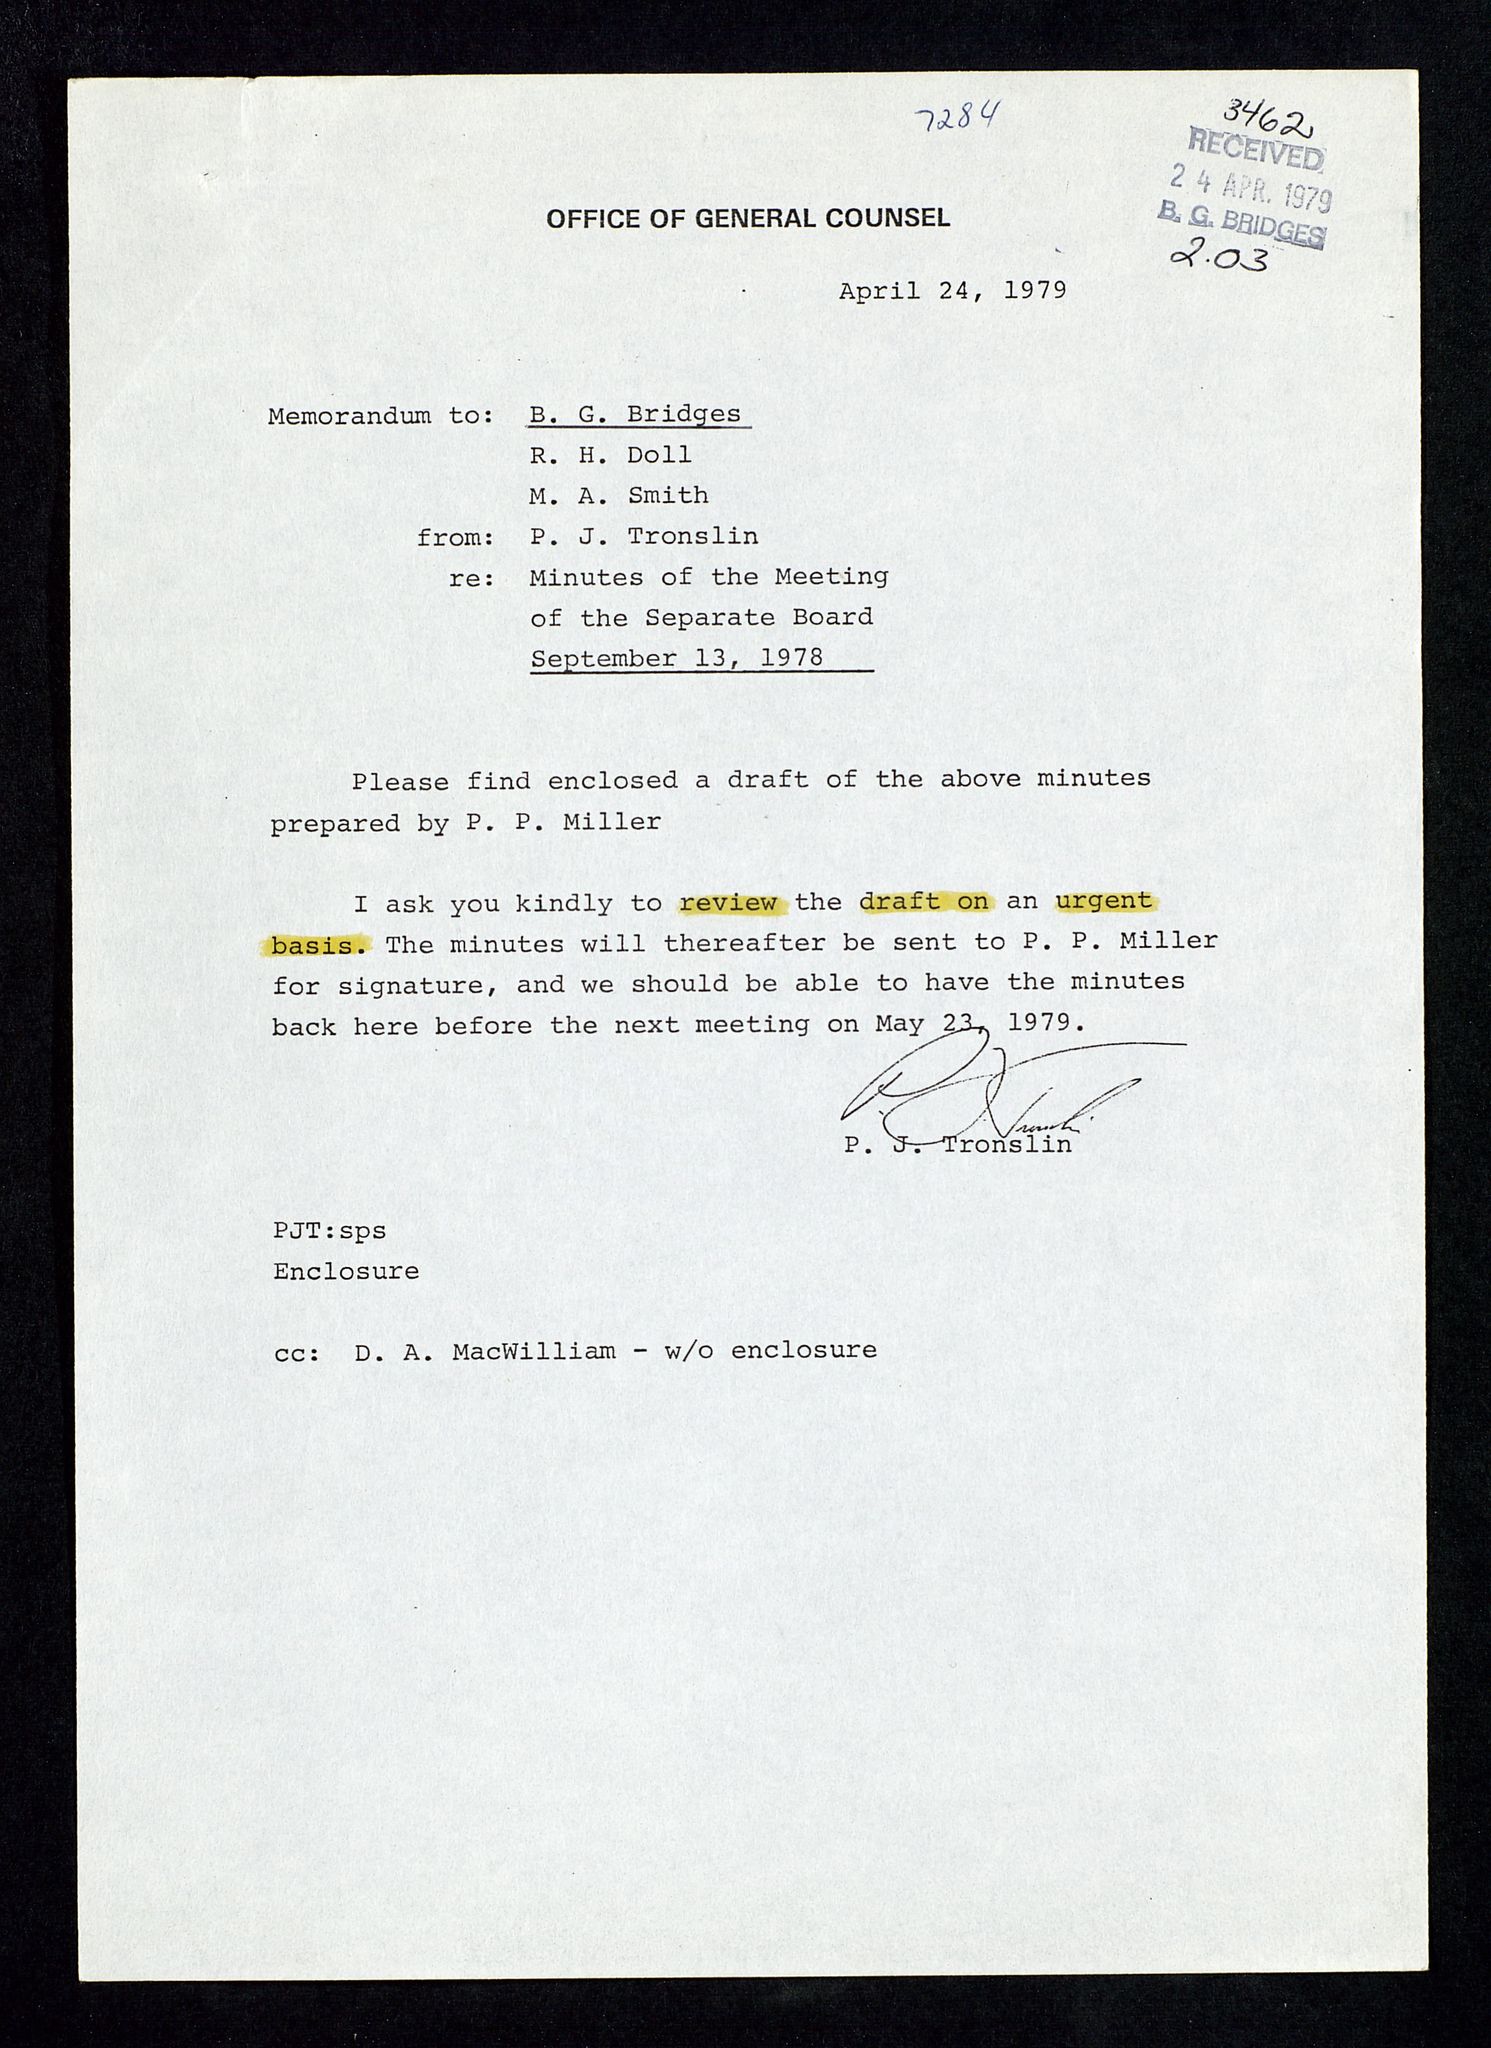 7284
3462
RECEIVED
24 APR. 1979
B. G. BRIDGES
2.03
OFFICE OF GENERAL COUNSEL
April 24, 1979
Memorandum to: B. G. Bridges
R. H. Doll
M. A. Smith
from: P. J. Tronslin
re: Minutes of the Meeting
of the Separate Board
September 13, 1978
Please find enclosed a draft of the above minutes
prepared by P. P. Miller
I ask you kindly to review the draft on an urgent
basis. The minutes will thereafter be sent to P. P. Miller
for signature, and we should be able to have the minutes
back here before the next meeting on May 23, 1979.
P. J. Tronslin
P. J. Tronslin
PJT:sps
Enclosure
cc: D. A. MacWilliam - w/o enclosure